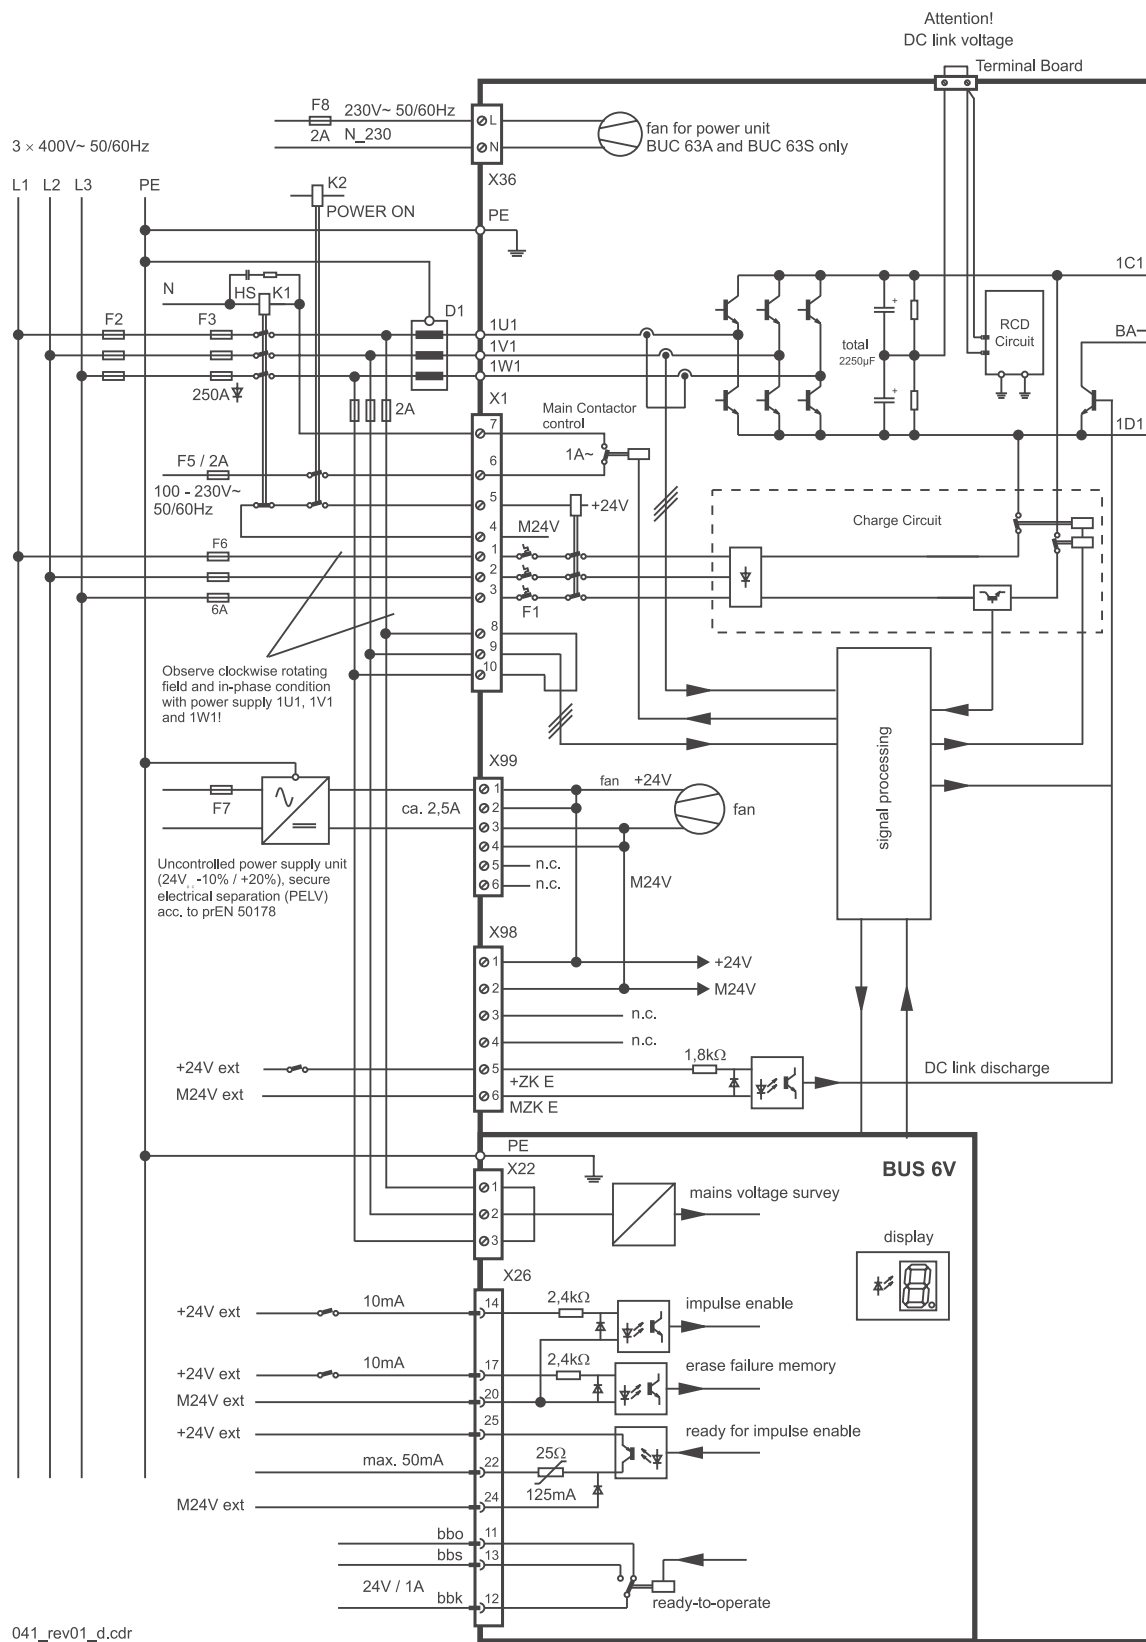 Attention!
DC link voltage
Terminal Board
F8
230V~ 50/60Hz
2A
N_230
L
N
fan for power unit
BUC 63A and BUC 63S only
3 × 400V~ 50/60Hz
X36
L1
L2
L3
PE
K2
POWER ON
PE
1C1
N
HS
K1
D1
F2
F3
1U1
1V1
1W1
RCD
Circuit
BA
total
2250µF
+
+
250A
2A
X1
Main Contactor
control
1D1
7
6
1A~
F5 / 2A
100 - 230V~
50/60Hz
5
+24V
4
M24V
Charge Circuit
F6
1
2
3
6A
F1
8
9
10
Observe clockwise rotating
field and in-phase condition
with power supply 1U1, 1V1
and 1W1!
signal processing
X99
F7
ca. 2,5A
1
2
3
4
5
6
fan
+24V
fan
n.c.
n.c.
M24V
Uncontrolled power supply unit
(24V, -10% / +20%), secure
electrical separation (PELV)
acc. to prEN 50178
X98
1
+24V
2
M24V
3
n.c.
4
n.c.
+24V ext
5
1,8kΩ
DC link discharge
+ZK E
M24V ext
6
MZK E
PE
X22
BUS 6V
1
2
3
mains voltage survey
display
X26
+24V ext
10mA
14
2,4kΩ
impulse enable
+24V ext
10mA
17
2,4kΩ
erase failure memory
M24V ext
20
+24V ext
25
ready for impulse enable
max. 50mA
22
25Ω
125mA
M24V ext
24
bbo
11
bbs
13
24V / 1A
bbk
12
ready-to-operate
041_rev01_d.cdr